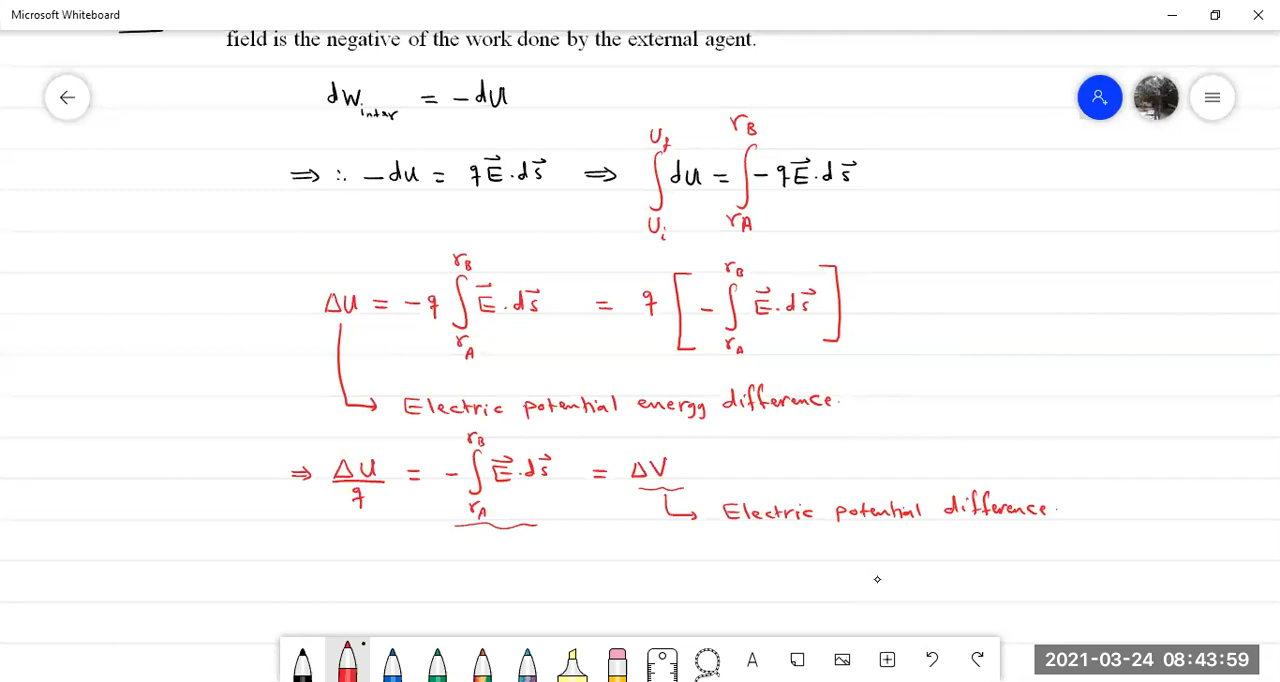 Microsoft Whiteboard
field is the negative of the work done by the external agent.
dW_inter = -dU
⇒ ∴ -dU = q E⃗ . ds⃗ ⇒ ∫_{U_i}^{U_f} dU = ∫_{r_A}^{r_B} -q E⃗ . ds⃗
ΔU = -q ∫_{r_A}^{r_B} E⃗ . ds⃗ = q [ - ∫_{r_A}^{r_B} E⃗ . ds⃗ ]
Electric potential energy difference.
⇒ ΔU/q = - ∫_{r_A}^{r_B} E⃗ . ds⃗ = ΔV
Electric potential difference.
A
2021-03-24 08:43:59